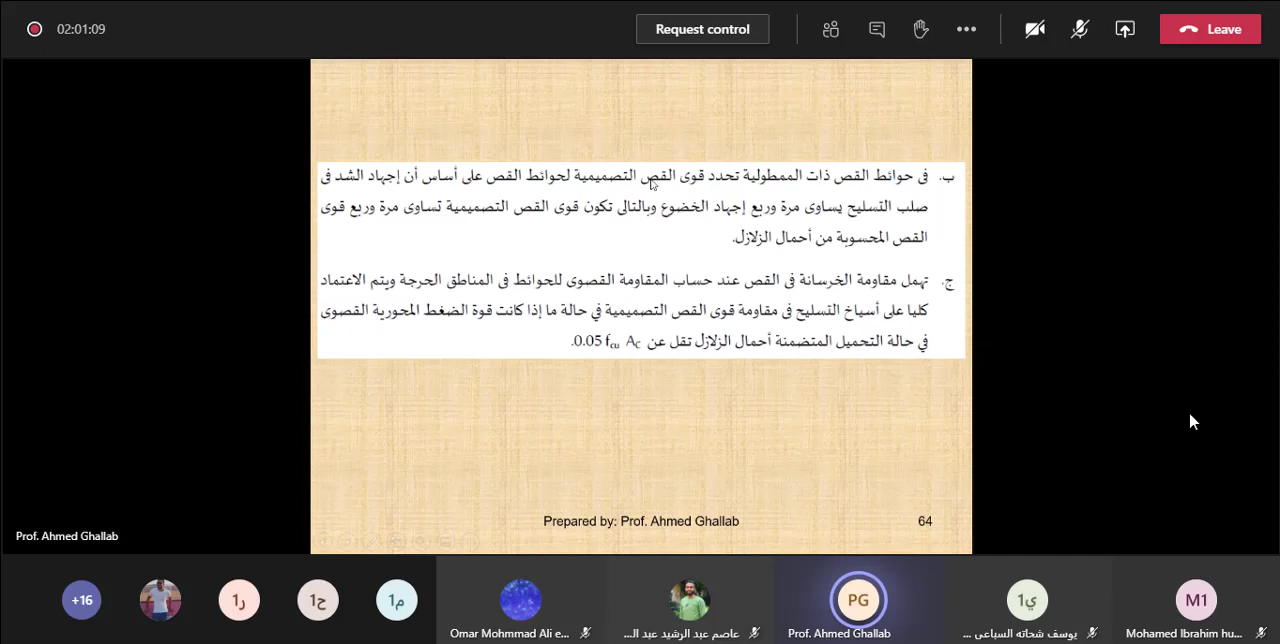 02:01:09
Request control
Leave
ب. فى حوائط القص ذات الممطولية تحدد قوى القص التصميمية لحوائط القص على أساس أن إجهاد الشد فى
صلب التسليح يساوى مرة وربع إجهاد الخضوع وبالتالى تكون قوى القص التصميمية تساوى مرة وربع قوى
القص المحسوبة من أحمال الزلازل.
ج. تهمل مقاومة الخرسانة فى القص عند حساب المقاومة القصوى للحوائط فى المناطق الحرجة ويتم الاعتماد
كليا على أسياخ التسليح فى مقاومة قوى القص التصميمية في حالة ما إذا كانت قوة الضغط المحورية القصوى
في حالة التحميل المتضمنة أحمال الزلازل تقل عن 0.05 fcu AC.
Prepared by: Prof. Ahmed Ghallab
64
Prof. Ahmed Ghallab
+16
ر1
ح1
م1
PG
ي1
M1
Omar Mohmmad Ali e...
عاصم عبد الرشيد عبد ال...
Prof. Ahmed Ghallab
يوسف شحاته السباعى ...
Mohamed Ibrahim hu...